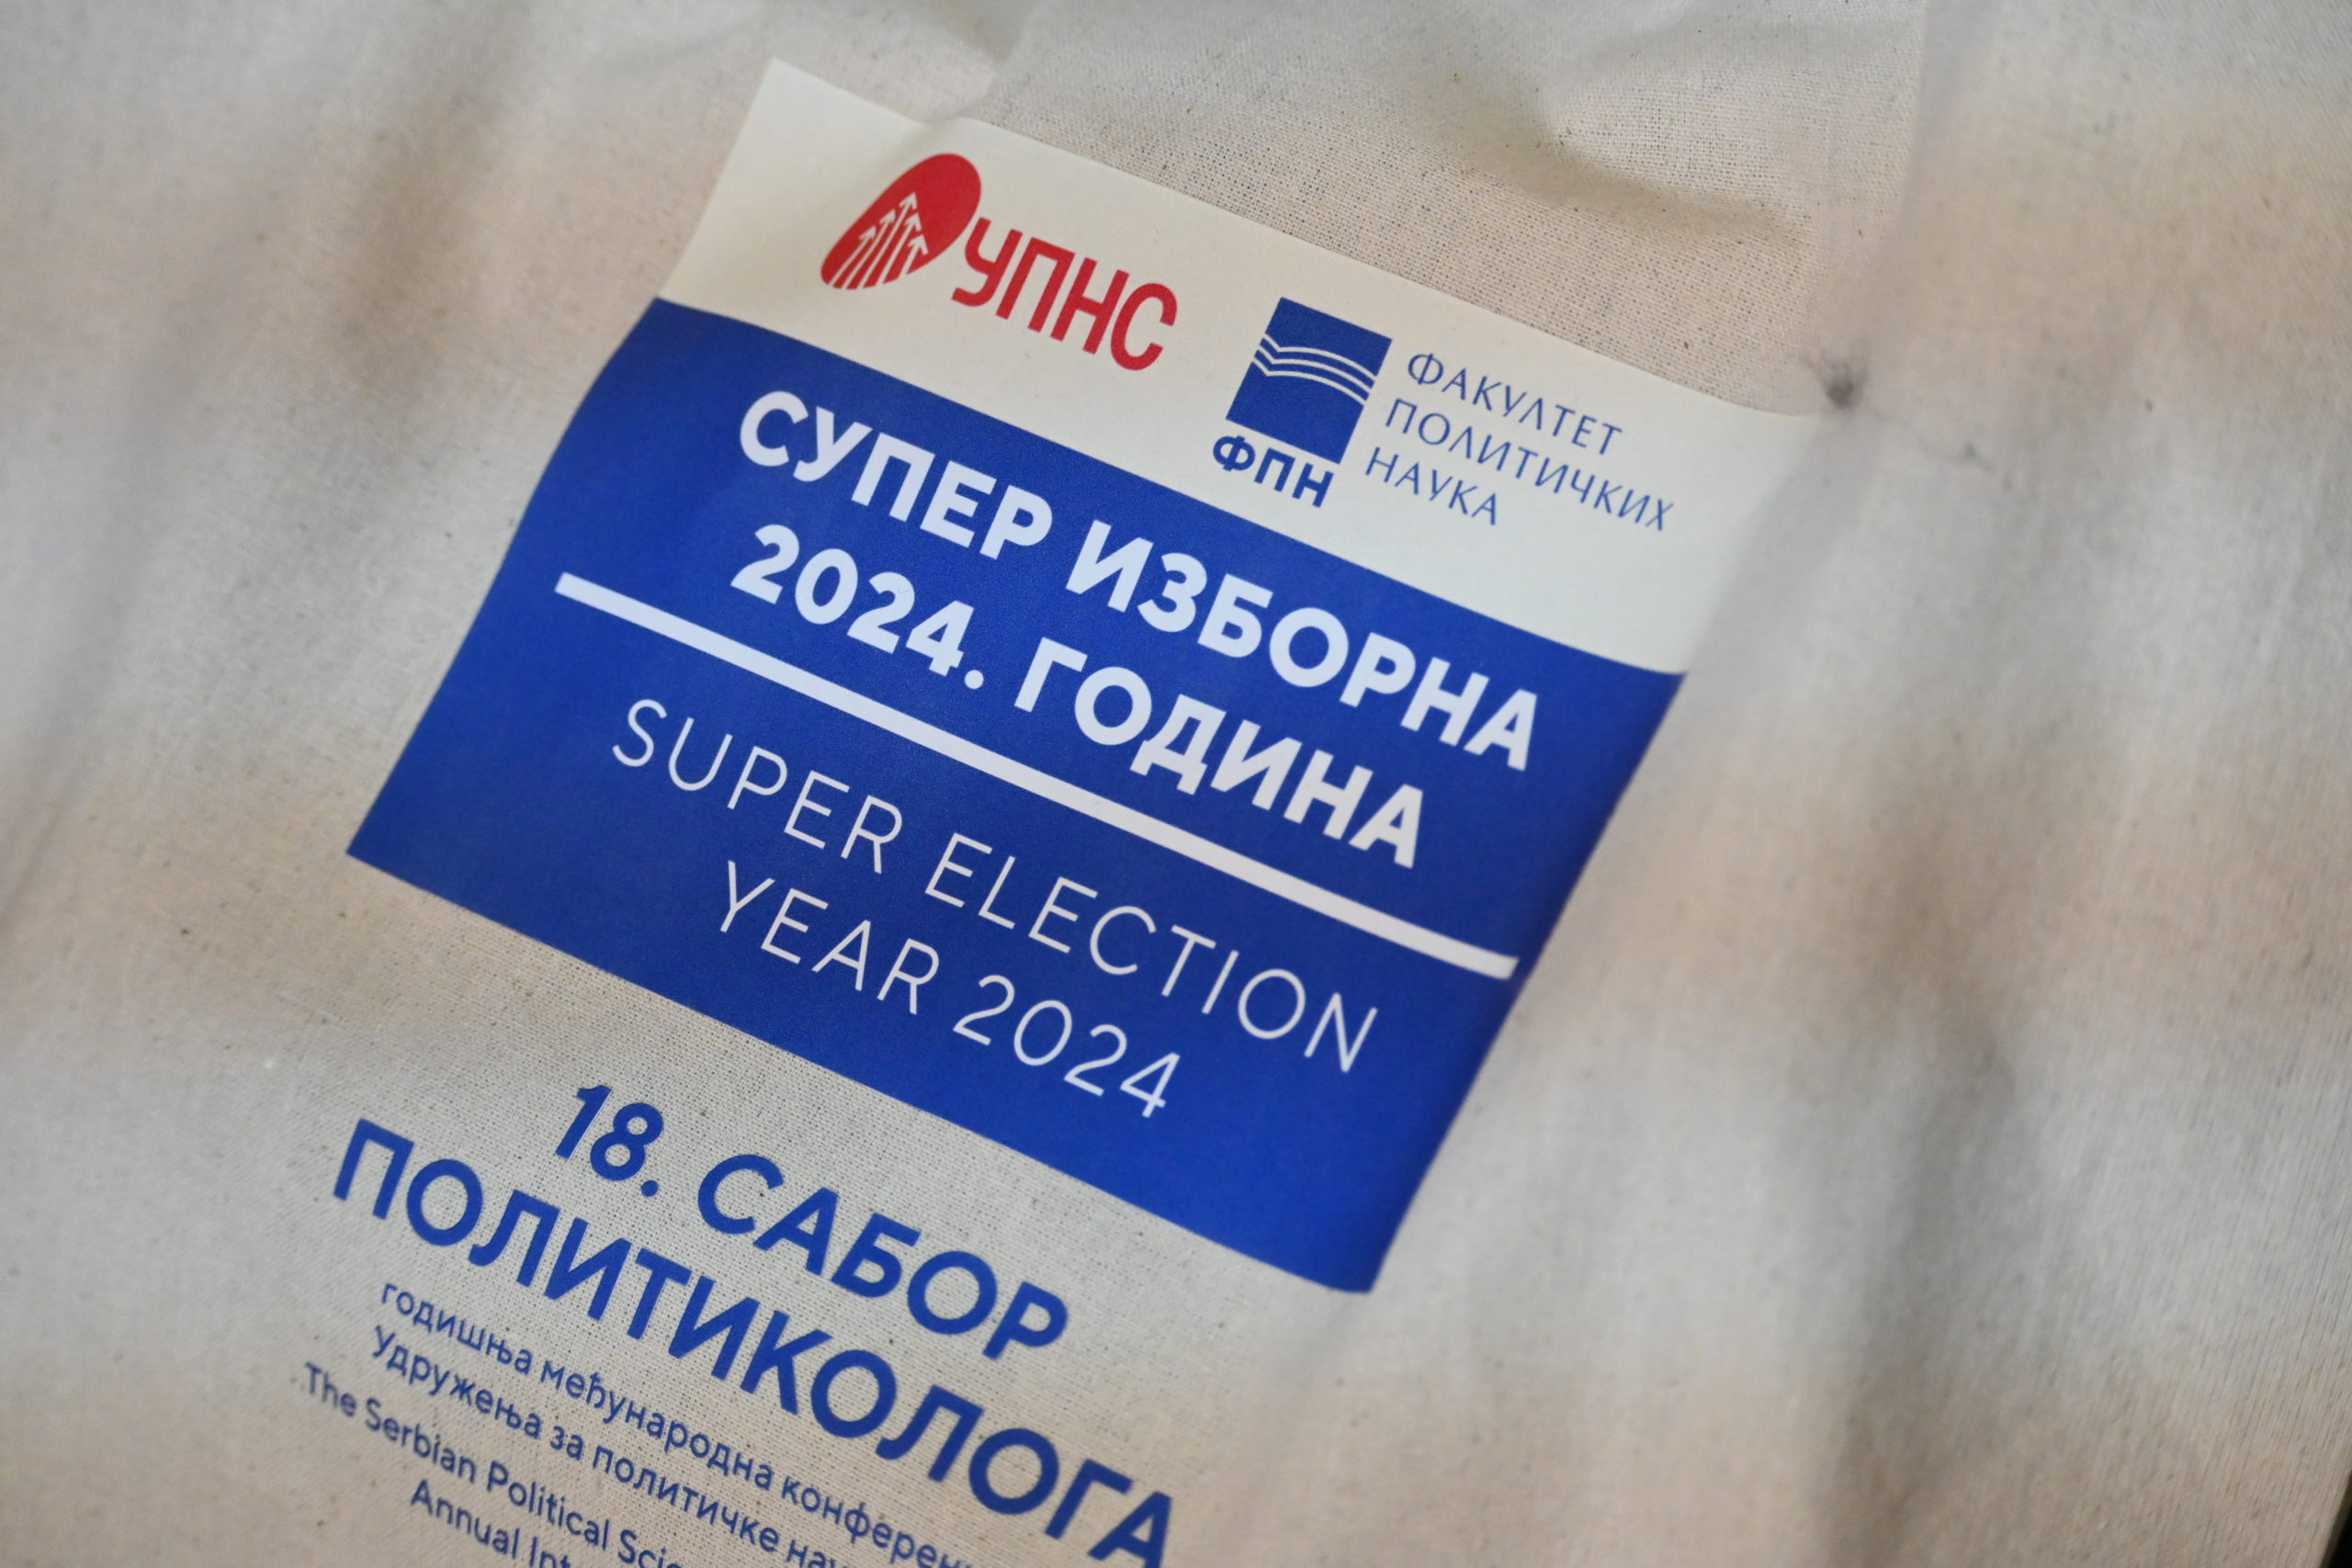 УПНС
ФПН
ФАКУЛТЕТ
ПОЛИТИЧКИХ
НАУКА
СУПЕР ИЗБОРНА
2024. ГОДИНА
SUPER ELECTION
YEAR 2024
18. САБОР
ПОЛИТИКОЛОГА
годишња међународна
Удружења за политичке
The Serbian Political
Annual